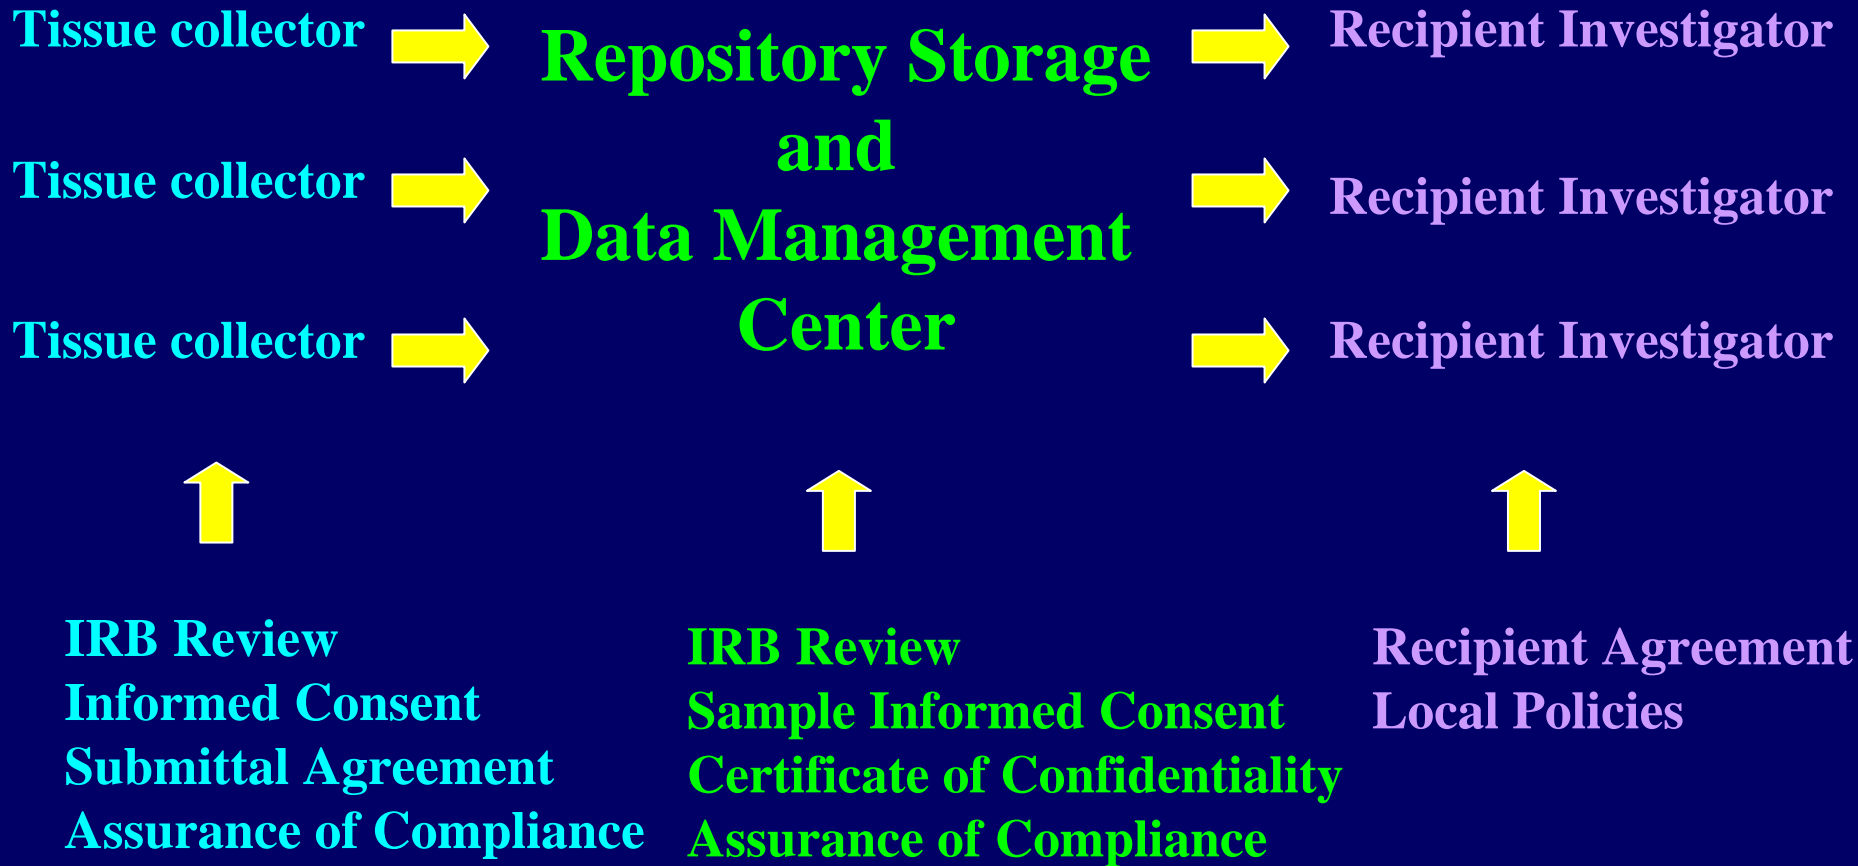 Tissue collector
Tissue collector
Tissue collector
Repository Storage
and
Data Management
Center
Recipient Investigator
Recipient Investigator
Recipient Investigator
IRB Review
Informed Consent
Submittal Agreement
Assurance of Compliance
IRB Review
Sample Informed Consent
Certificate of Confidentiality
Assurance of Compliance
Recipient Agreement
Local Policies